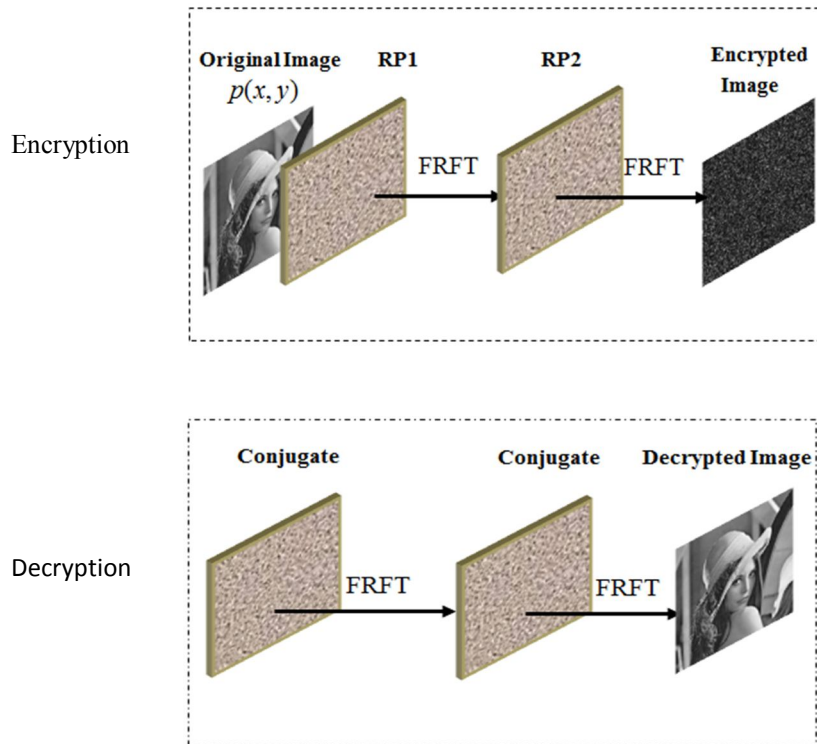 Encryption
Original Image
p(x, y)
RP1
RP2
Encrypted
Image
FRFT
FRFT
Decryption
Conjugate
Conjugate
Decrypted Image
FRFT
FRFT